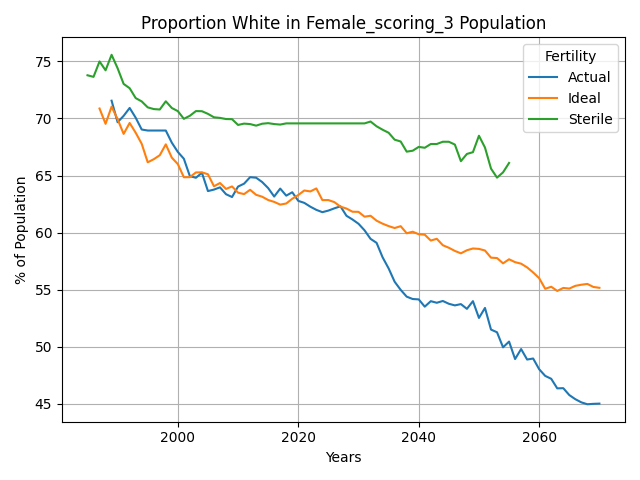 Proportion White in Female_scoring_3 Population
Fertility
Actual
Ideal
Sterile
% of Population
75
70
65
60
55
50
45
2000
2020
2040
2060
Years